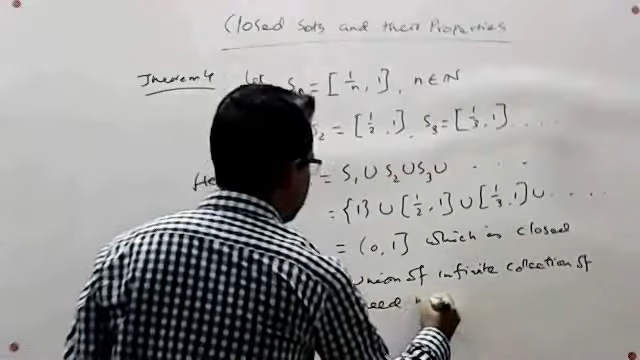 Closed Sets and their Properties
Theorem 4 Let Sn = [1/n, 1], n ∈ N
S2 = [1/2, 1], S3 = [1/3, 1] ....
= S1 ∪ S2 ∪ S3 ∪ ....
= {1} ∪ [1/2, 1] ∪ [1/3, 1] ∪ ....
= (0, 1] which is closed
union of infinite collection of
need